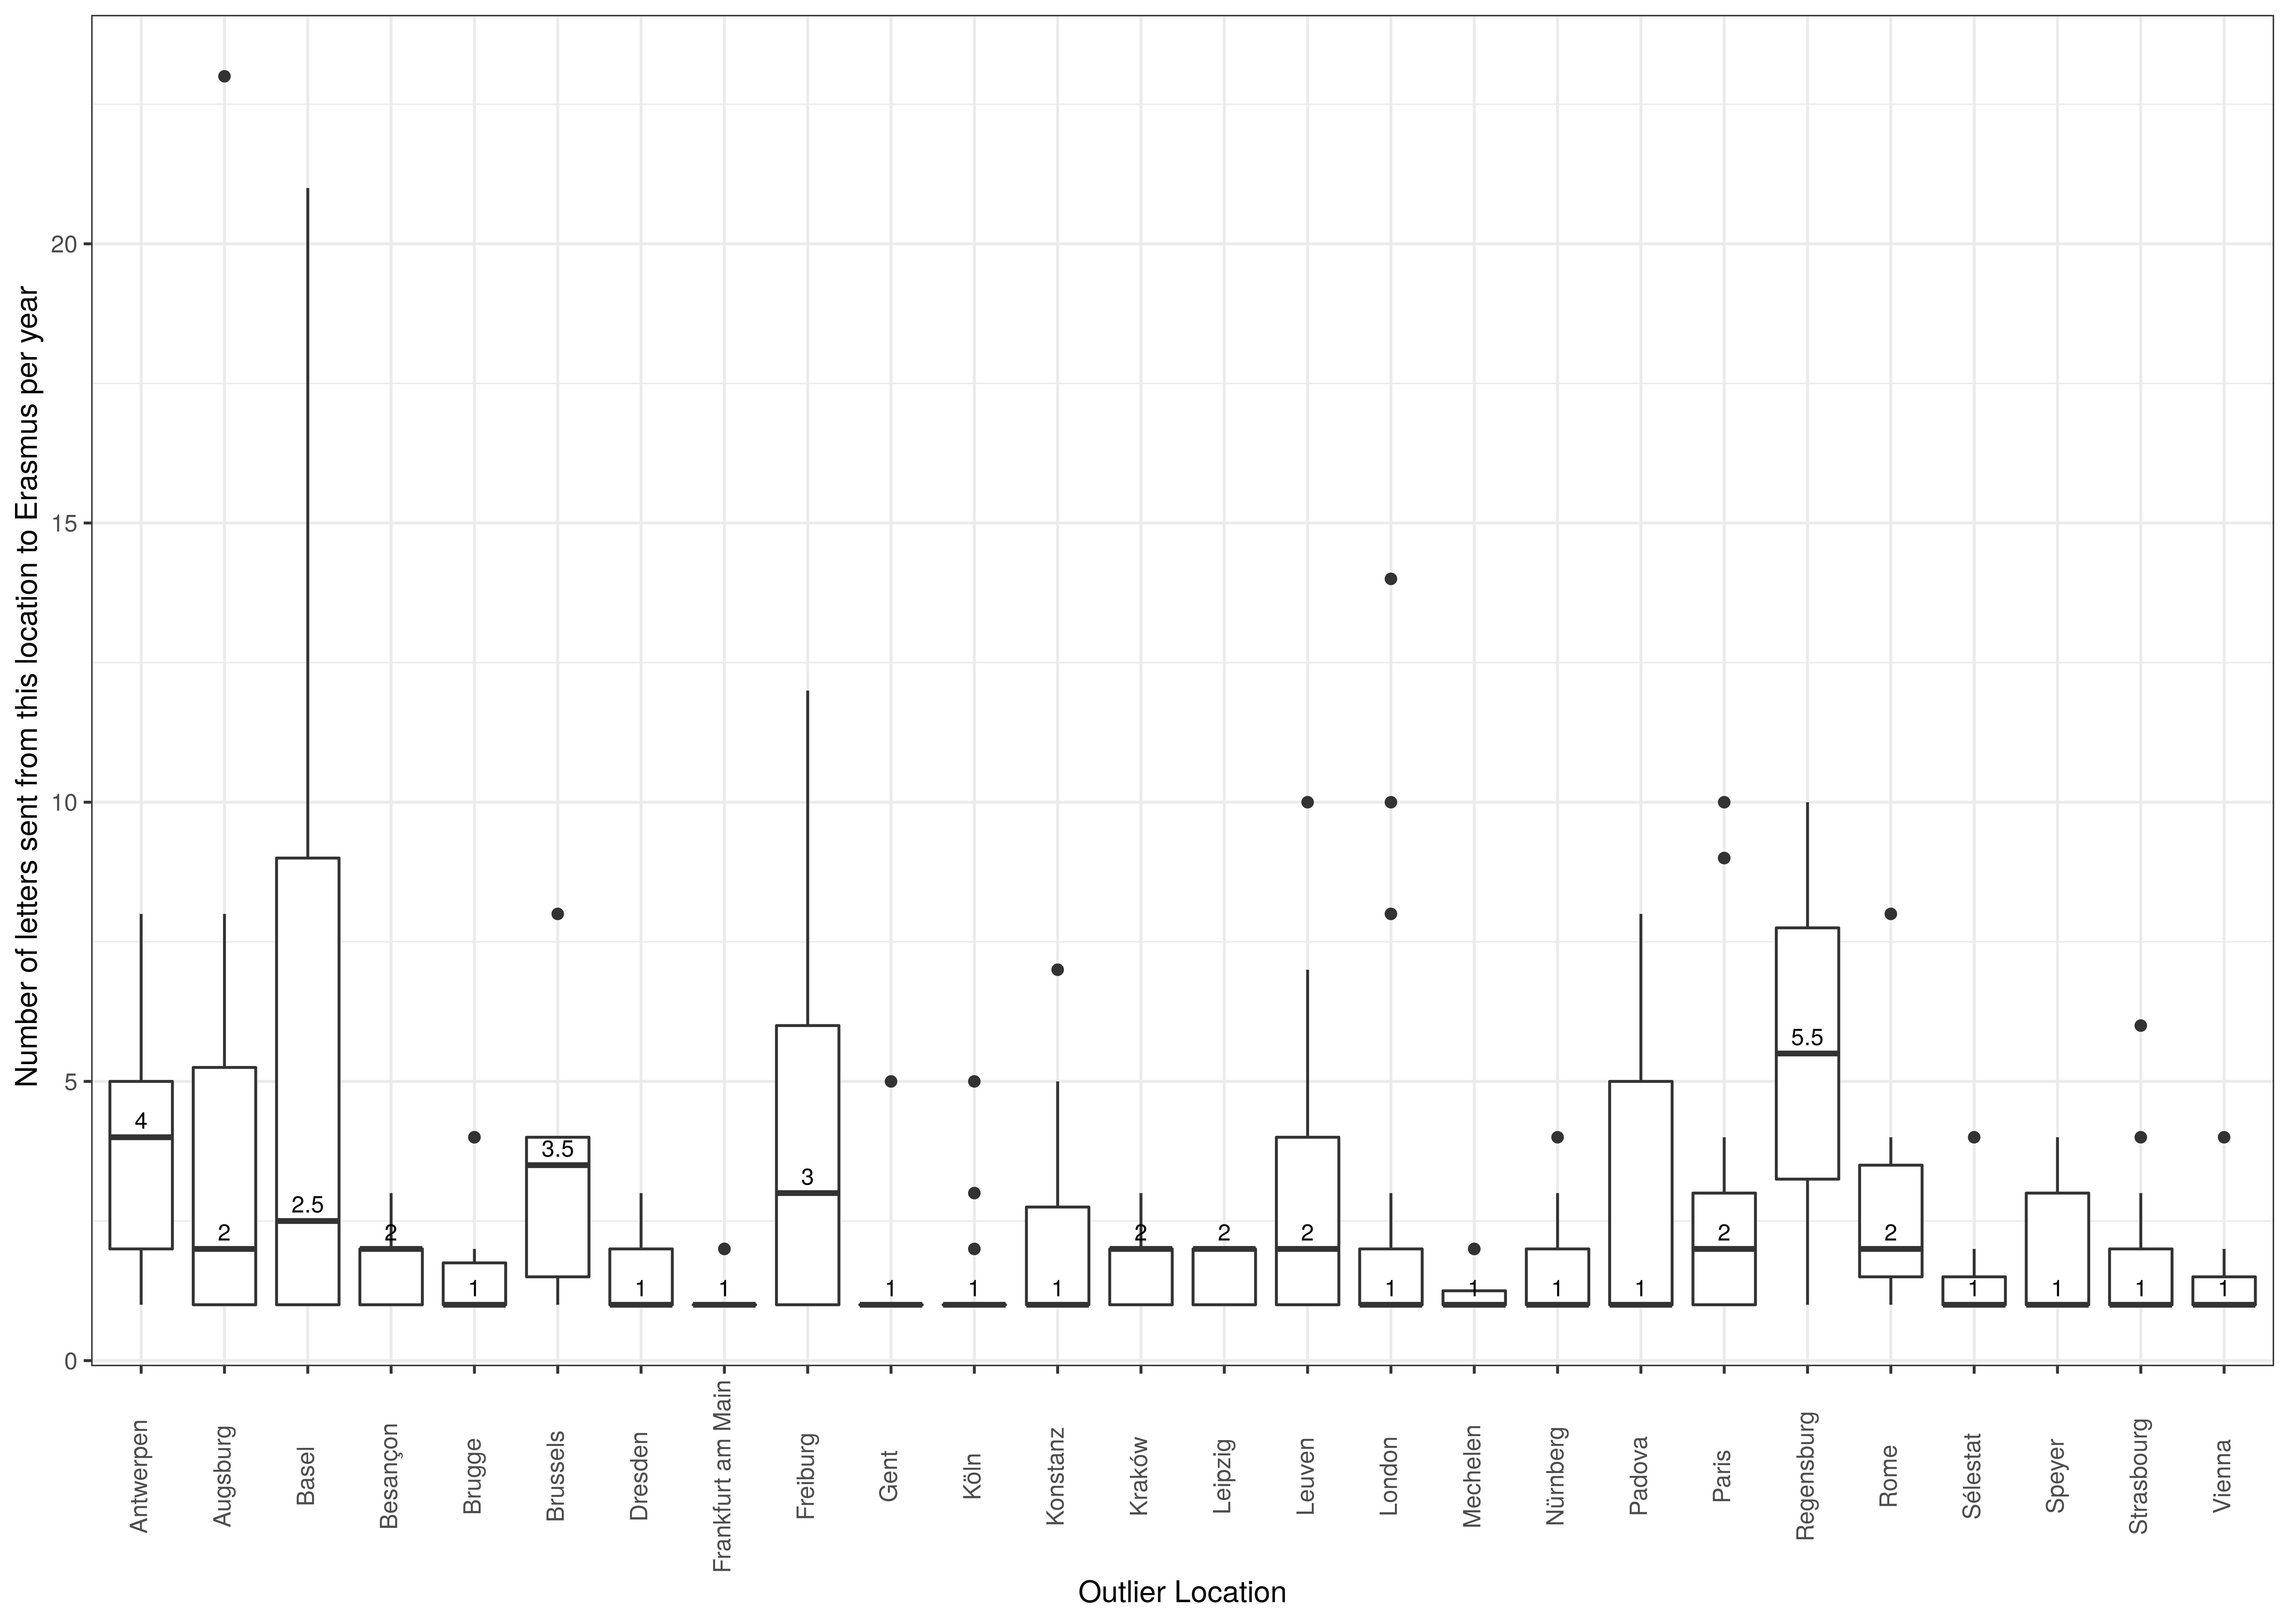 Number of letters sent from this location to Erasmus per year
20
15
10
5
0
4
2
2.5
2
1
3.5
1
1
3
1
1
1
2
2
2
1
1
1
1
2
5.5
2
1
1
1
1
Antwerpen
Augsburg
Basel
Besançon
Brugge
Brussels
Dresden
Frankfurt am Main
Freiburg
Gent
Köln
Konstanz
Kraków
Leipzig
Leuven
London
Mechelen
Nürnberg
Padova
Paris
Regensburg
Rome
Sélestat
Speyer
Strasbourg
Vienna
Outlier Location